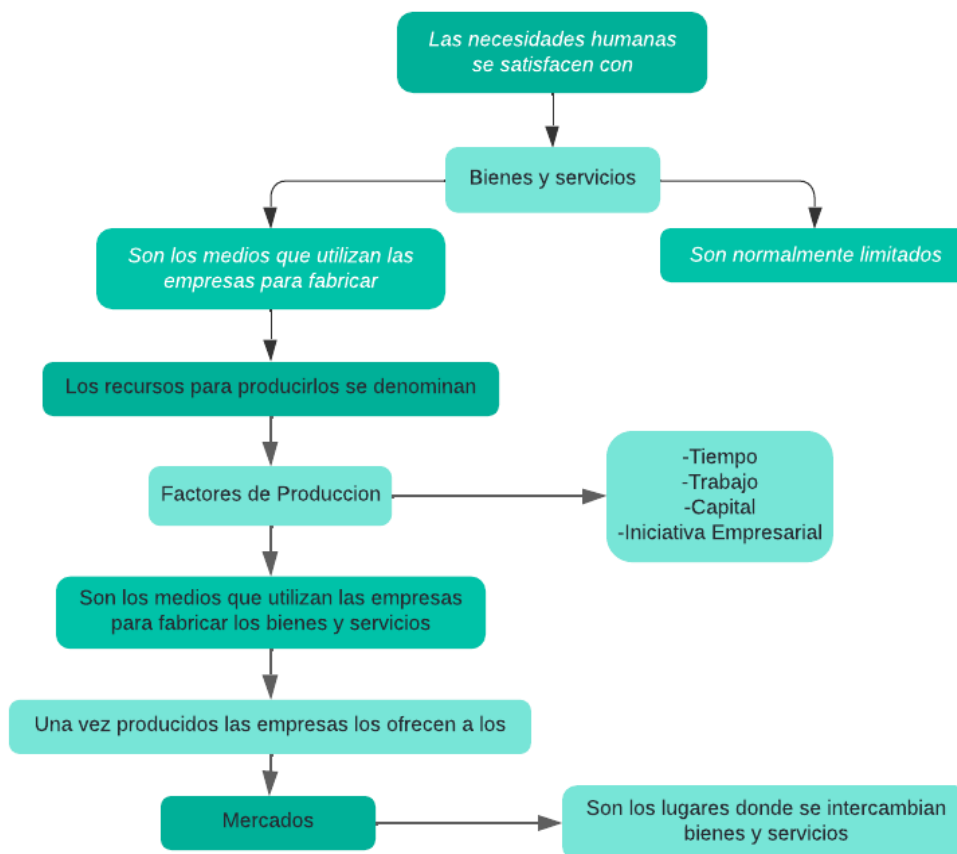 Las necesidades humanas
se satisfacen con
Bienes y servicios
Son los medios que utilizan las
empresas para fabricar
Son normalmente limitados
Los recursos para producirlos se denominan
Factores de Produccion
-Tiempo
-Trabajo
-Capital
-Iniciativa Empresarial
Son los medios que utilizan las empresas
para fabricar los bienes y servicios
Una vez producidos las empresas los ofrecen a los
Mercados
Son los lugares donde se intercambian
bienes y servicios